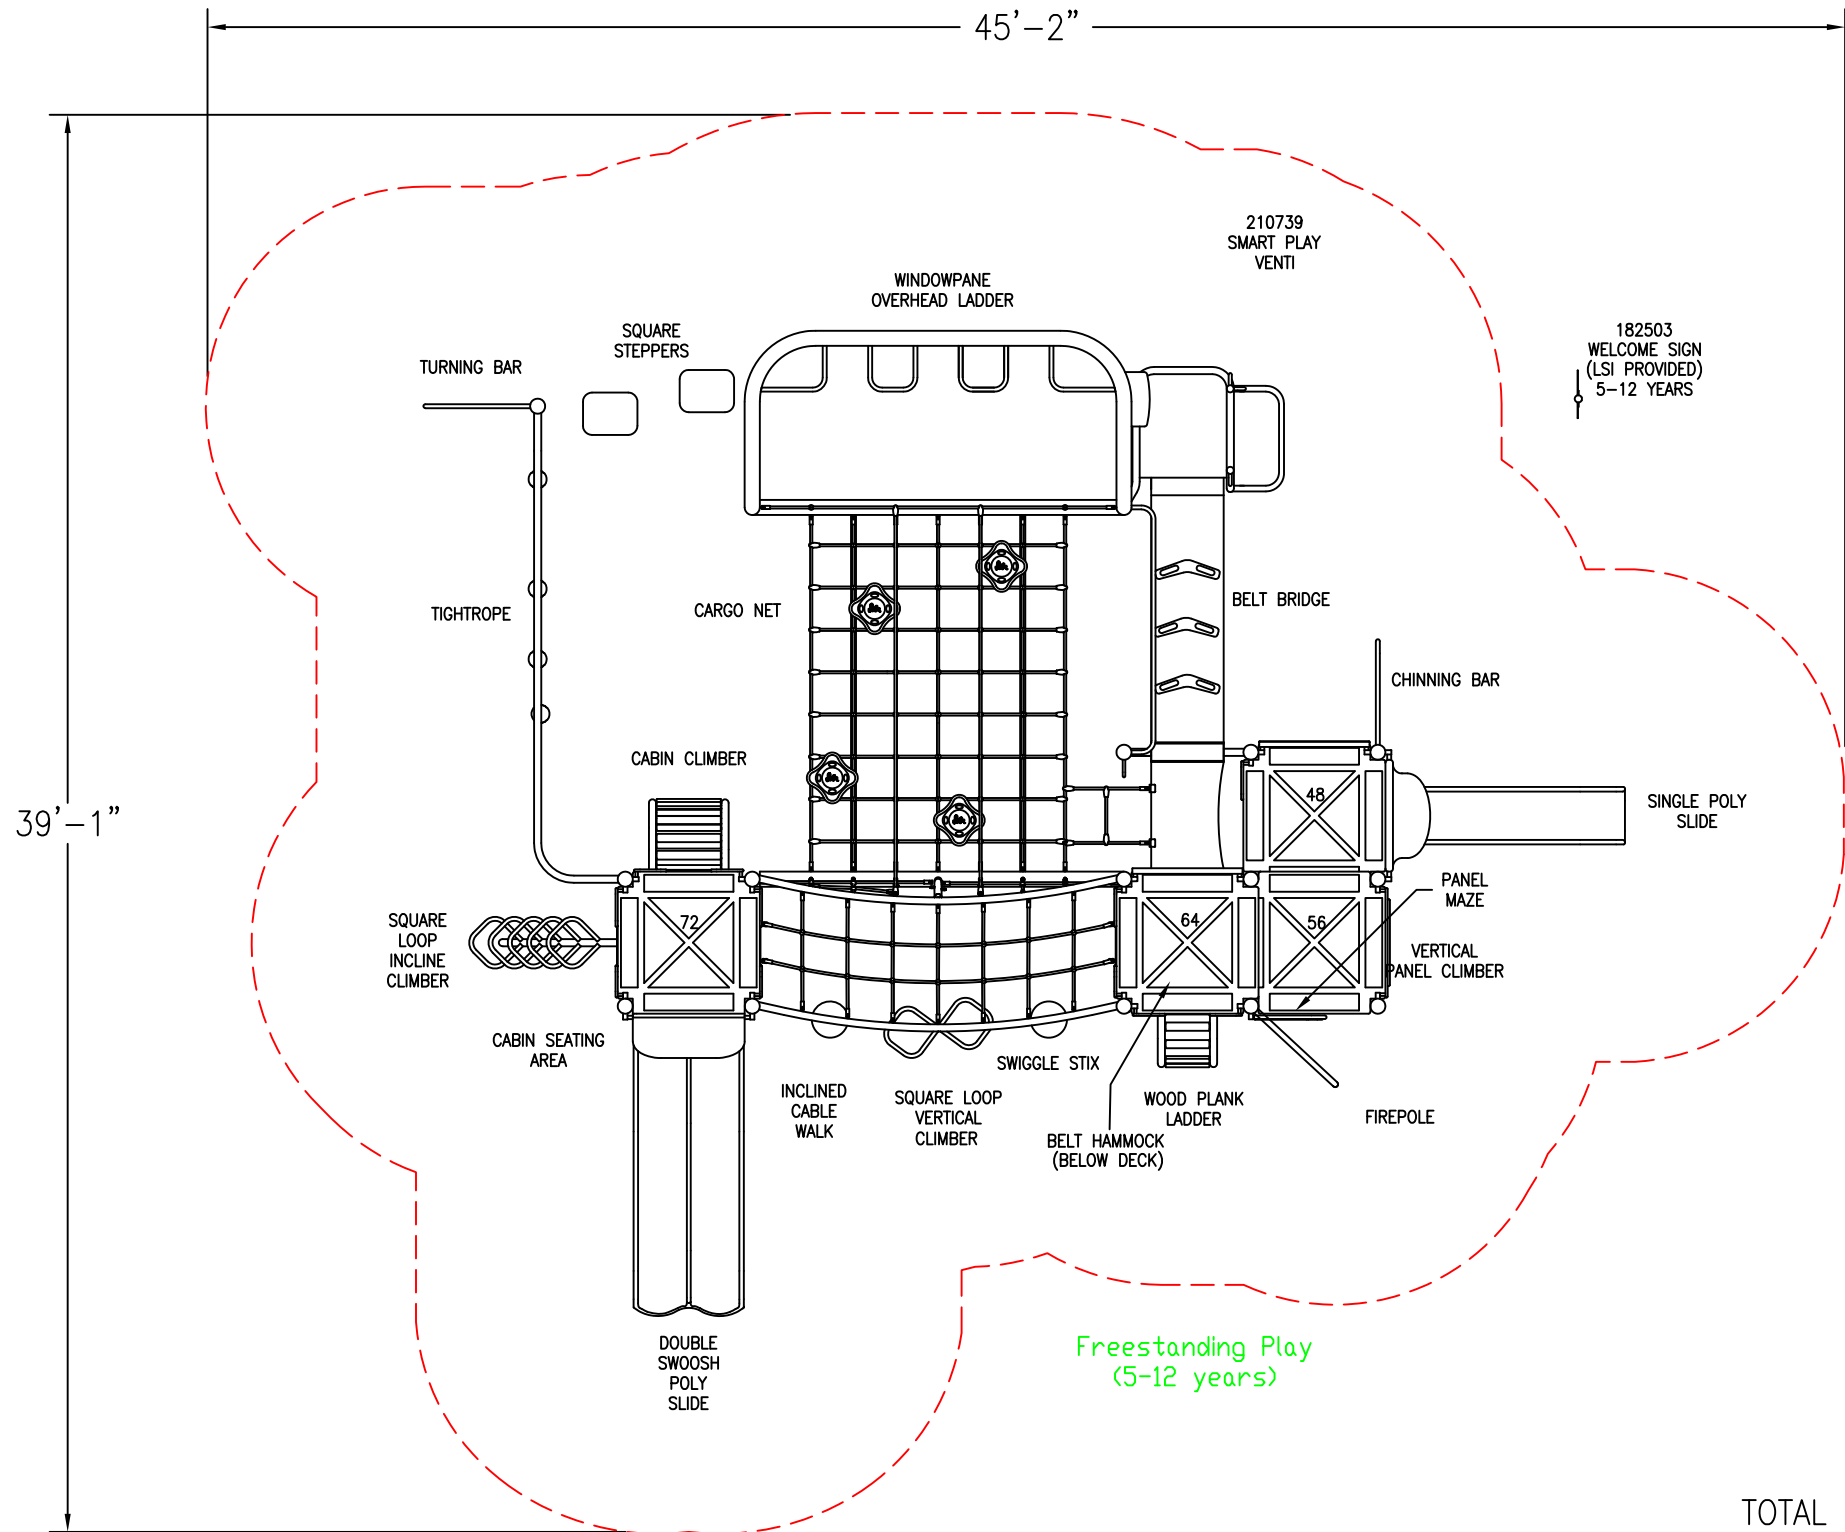 45'-2"
210739
SMART PLAY
VENTI
WINDOWPANE
OVERHEAD LADDER
SQUARE
STEPPERS
182503
WELCOME SIGN
(LSI PROVIDED)
5-12 YEARS
TURNING BAR
TIGHTROPE
CARGO NET
BELT BRIDGE
CHINNING BAR
CABIN CLIMBER
39'-1"
48
SINGLE POLY
SLIDE
PANEL
MAZE
72
64
56
SQUARE
LOOP
INCLINE
CLIMBER
VERTICAL
PANEL CLIMBER
CABIN SEATING
AREA
SWIGGLE STIX
INCLINED
CABLE
WALK
SQUARE LOOP
VERTICAL
CLIMBER
WOOD PLANK
LADDER
FIREPOLE
BELT HAMMOCK
(BELOW DECK)
DOUBLE
SWOOSH
POLY
SLIDE
Freestanding Play
(5-12 years)
TOTAL